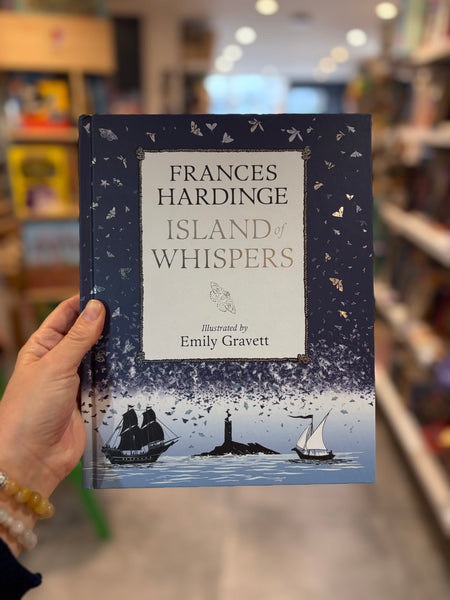 FRANCES
HARDINGE
ISLAND of
WHISPERS
Illustrated by
Emily Gravett